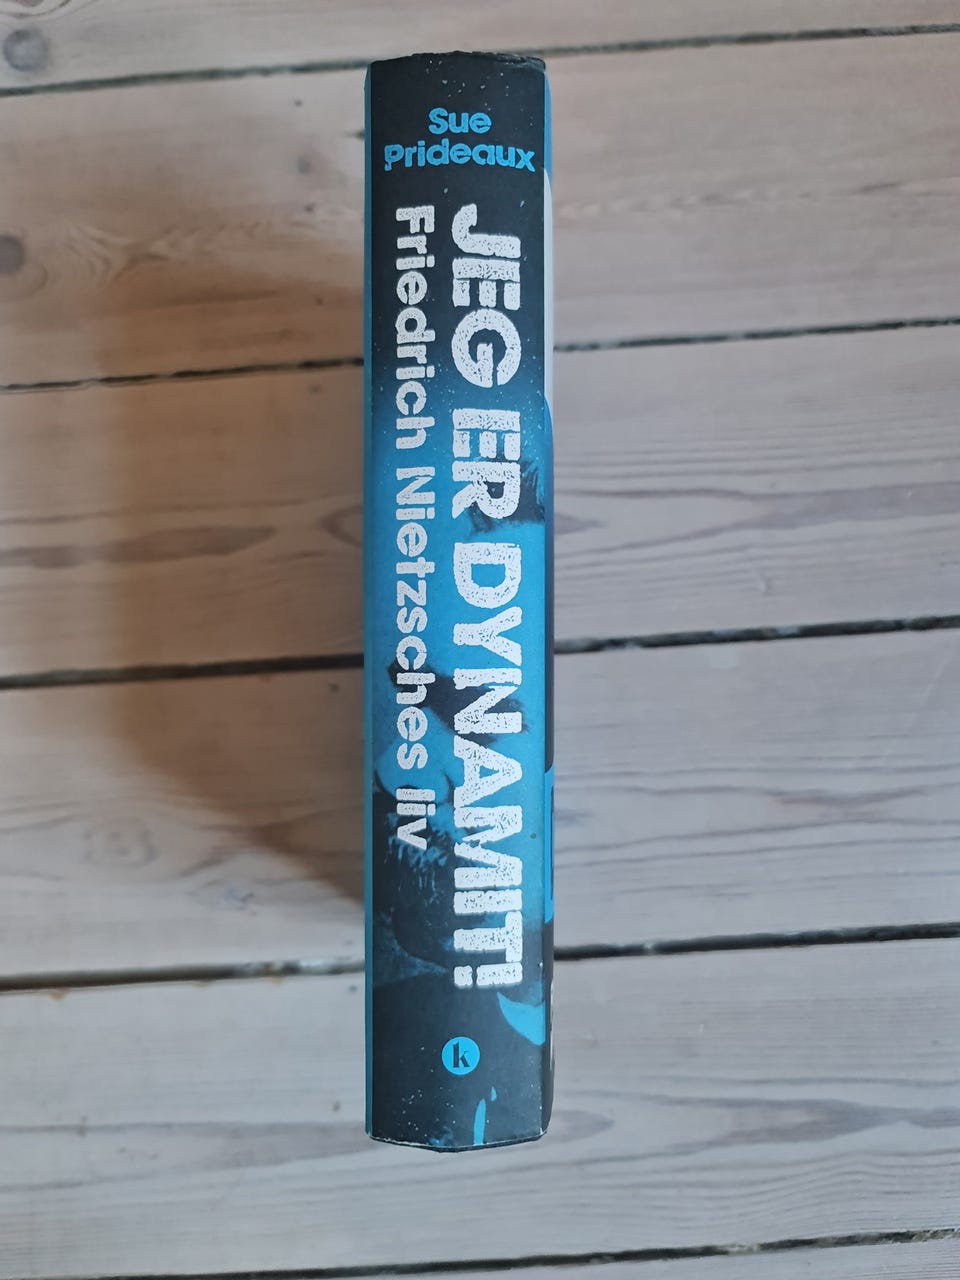 Sue
Prideaux
JEG ER DYNAMIT!
Friedrich Nietzsches liv
k